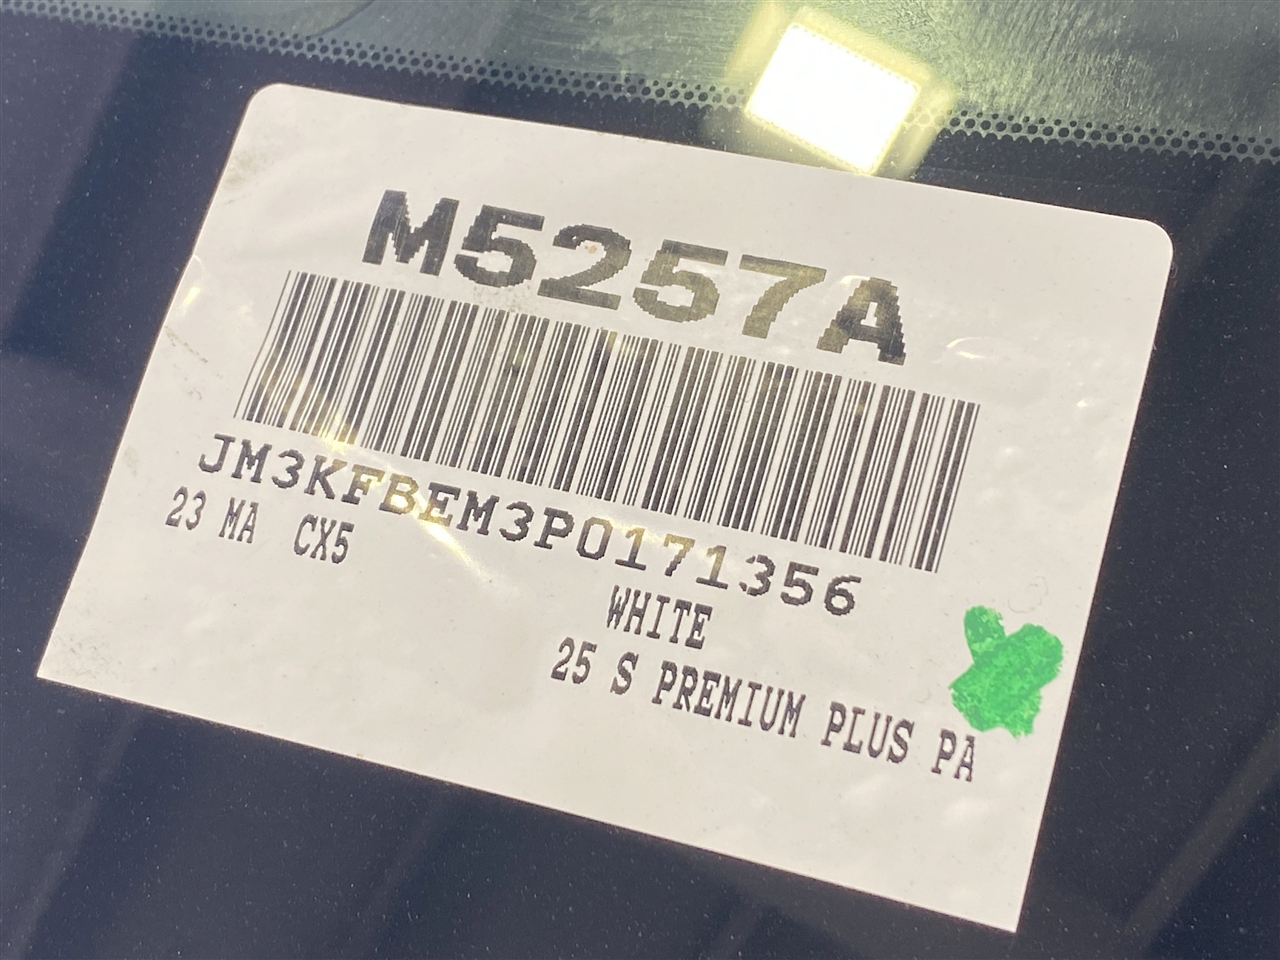 M5257A
JM3KFBEM3P0171356
23 MA CX5
WHITE
25 S PREMIUM PLUS PA